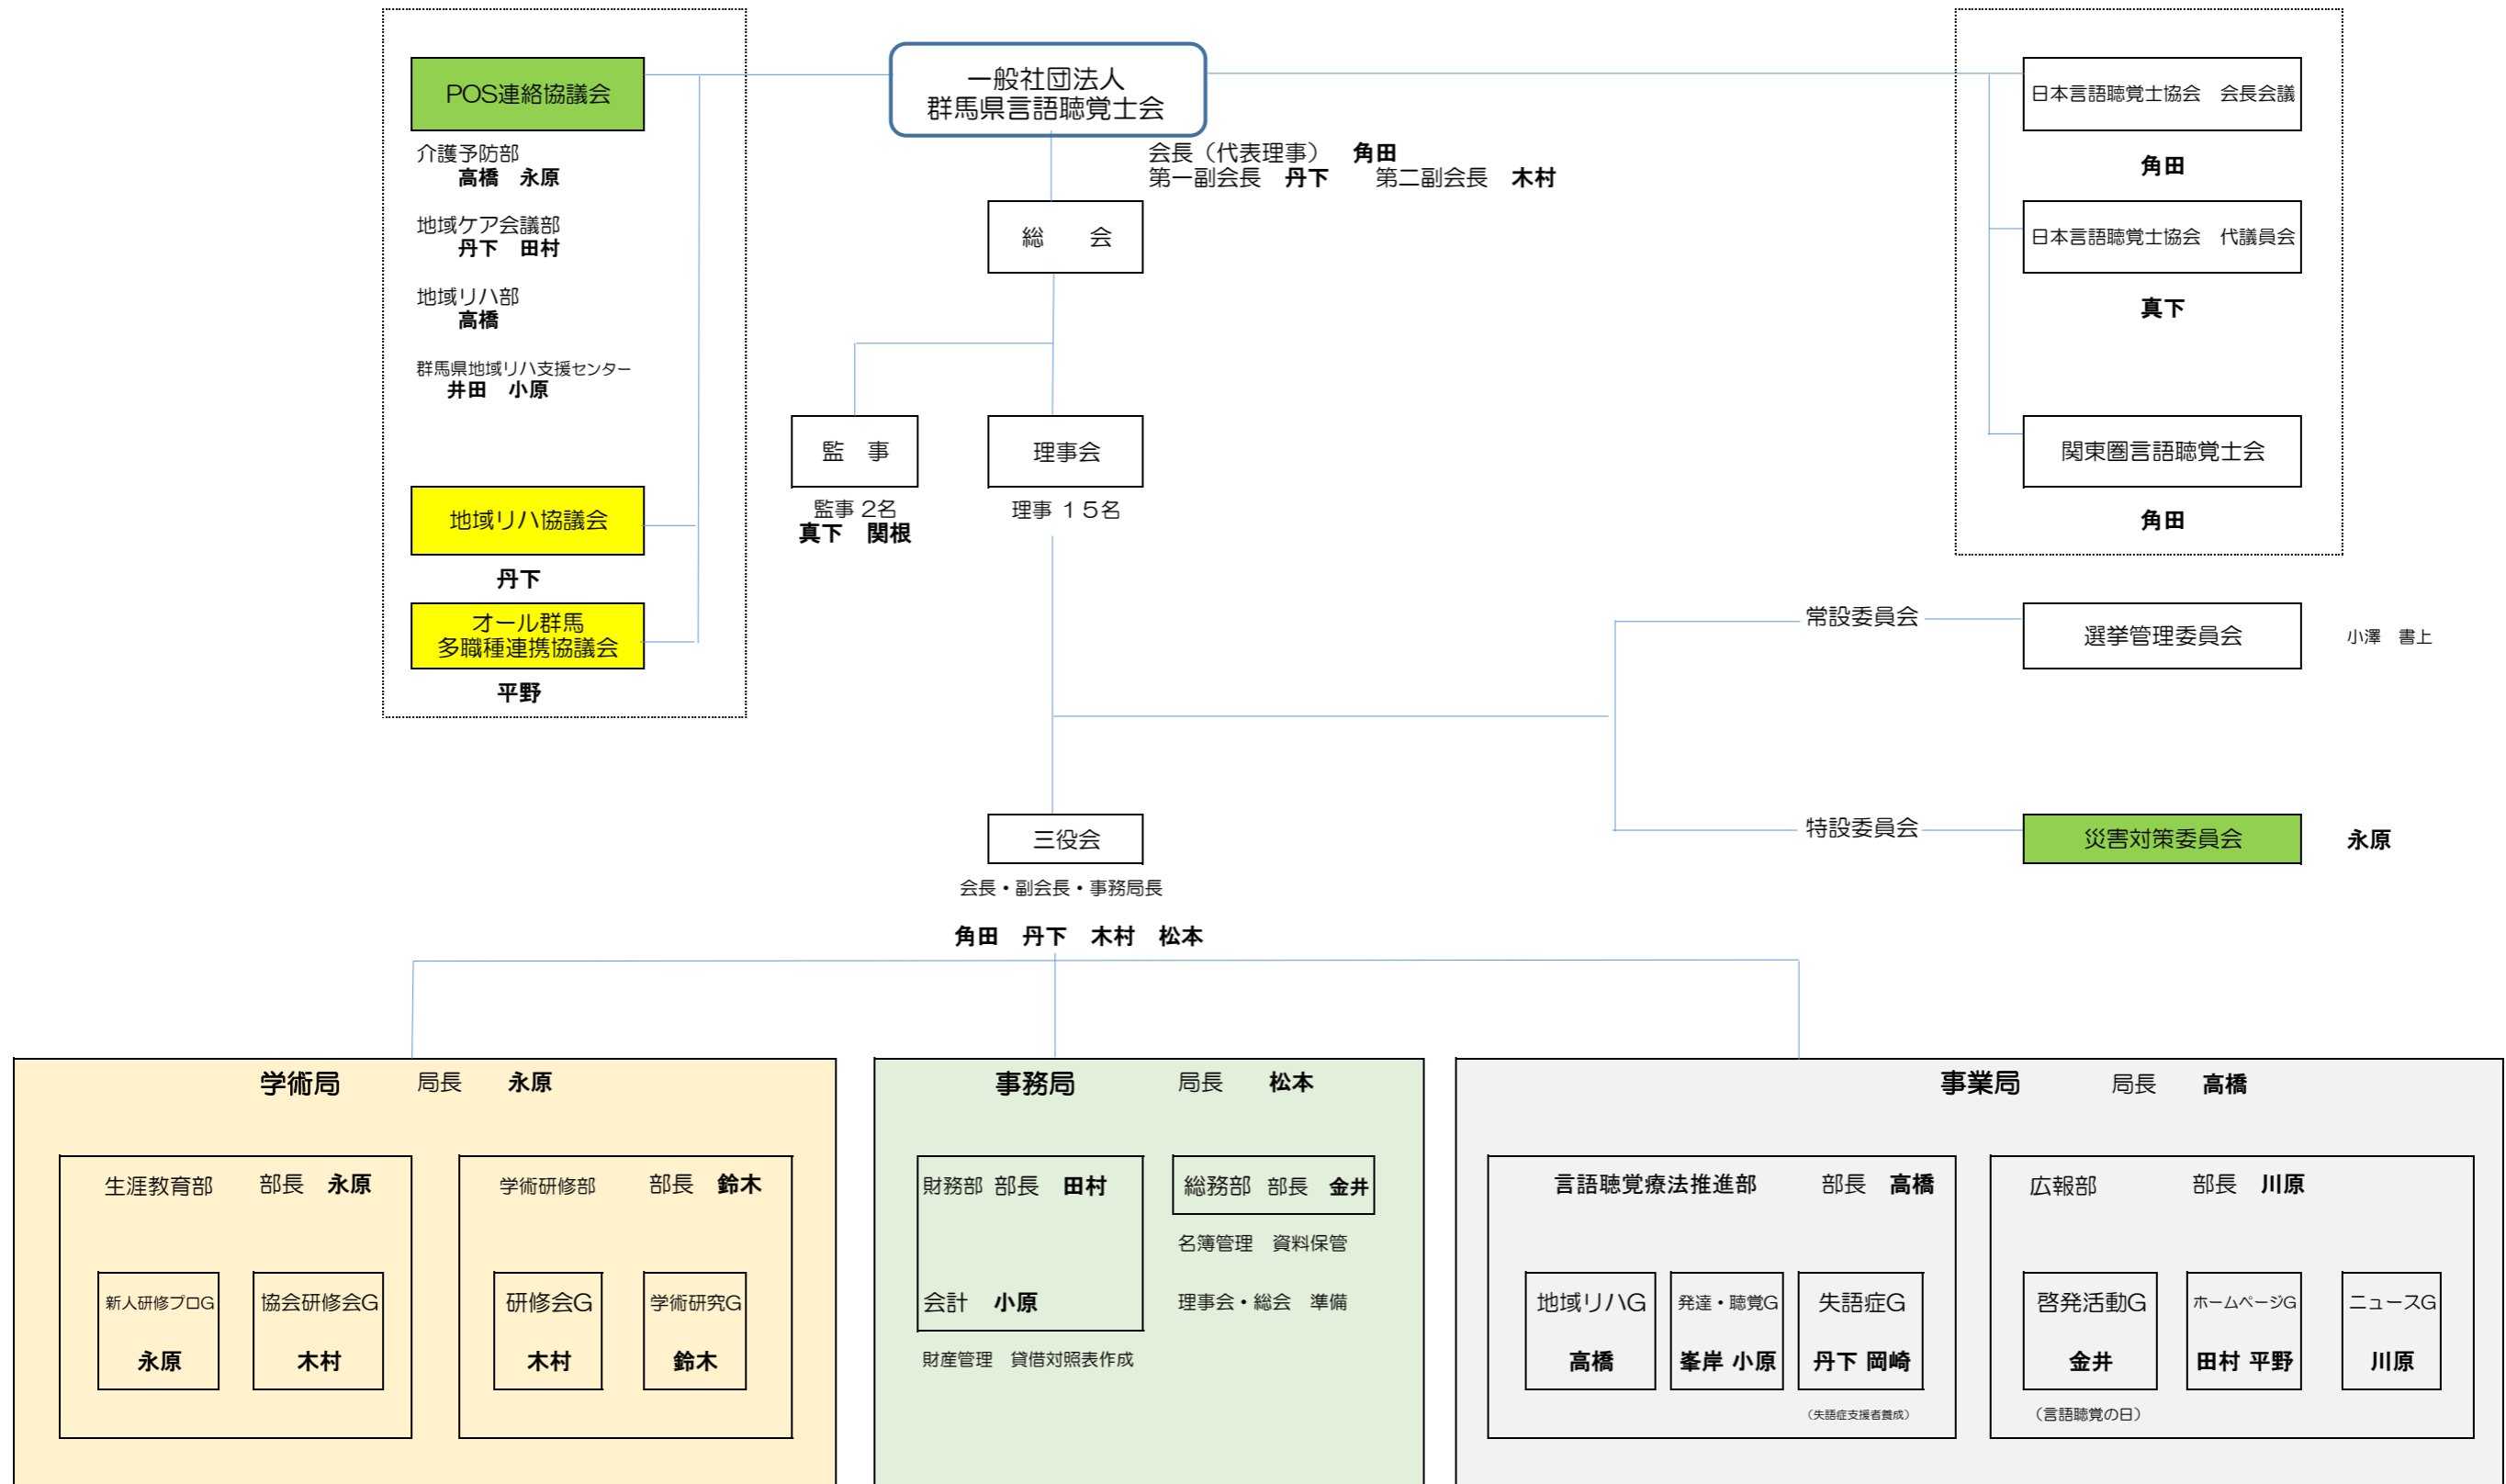 一般社団法人
群馬県言語聴覚士会
会長（代表理事）　角田
第一副会長　丹下　　第二副会長　木村
POS連絡協議会
介護予防部
高橋　永原
地域ケア会議部
丹下　田村
地域リハ部
高橋
群馬県地域リハ支援センター
井田　小原
地域リハ協議会
丹下
オール群馬
多職種連携協議会
平野
日本言語聴覚士協会　会長会議
角田
日本言語聴覚士協会　代議員会
真下
関東圏言語聴覚士会
角田
総　　会
監　事
監事 2名
真下　関根
理事会
理事 １５名
常設委員会
選挙管理委員会
小澤　書上
特設委員会
災害対策委員会
永原
三役会
会長・副会長・事務局長
角田　丹下　木村　松本
学術局　局長　永原
生涯教育部　部長　永原
新人研修プログ
永原
協会研修会G
木村
学術研修部　部長　鈴木
研修会G
木村
学術研究G
鈴木
事務局　局長　松本
財務部 部長　田村
会計　小原
財産管理　貸借対照表作成
総務部 部長　金井
名簿管理　資料保管
理事会・総会　準備
事業局　局長　高橋
言語聴覚療法推進部　部長　高橋
地域リハG
高橋
発達・聴覚G
峯岸 小原
失語症G
丹下 岡崎
（失語症支援者養成）
広報部　部長　川原
啓発活動G
金井
（言語聴覚の日）
ホームページG
田村 平野
ニュースG
川原